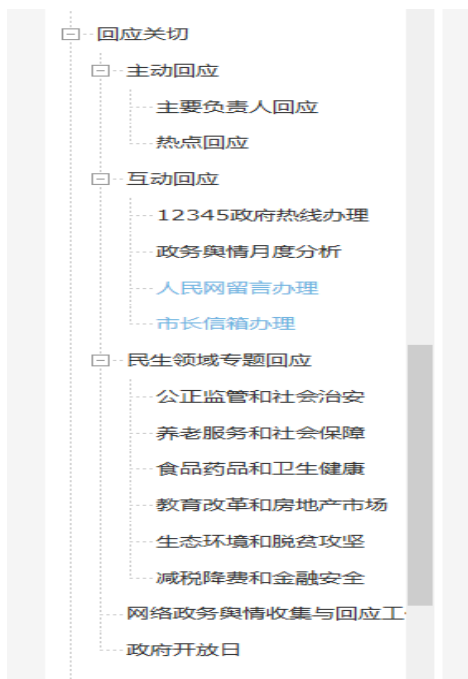 回应关切
主动回应
主要负责人回应
热点回应
互动回应
12345政府热线办理
政务舆情月度分析
人民网留言办理
市长信箱办理
民生领域专题回应
公正监管和社会治安
养老服务和社会保障
食品药品和卫生健康
教育改革和房地产市场
生态环境和脱贫攻坚
减税降费和金融安全
网络政务舆情收集与回应工
政府开放日